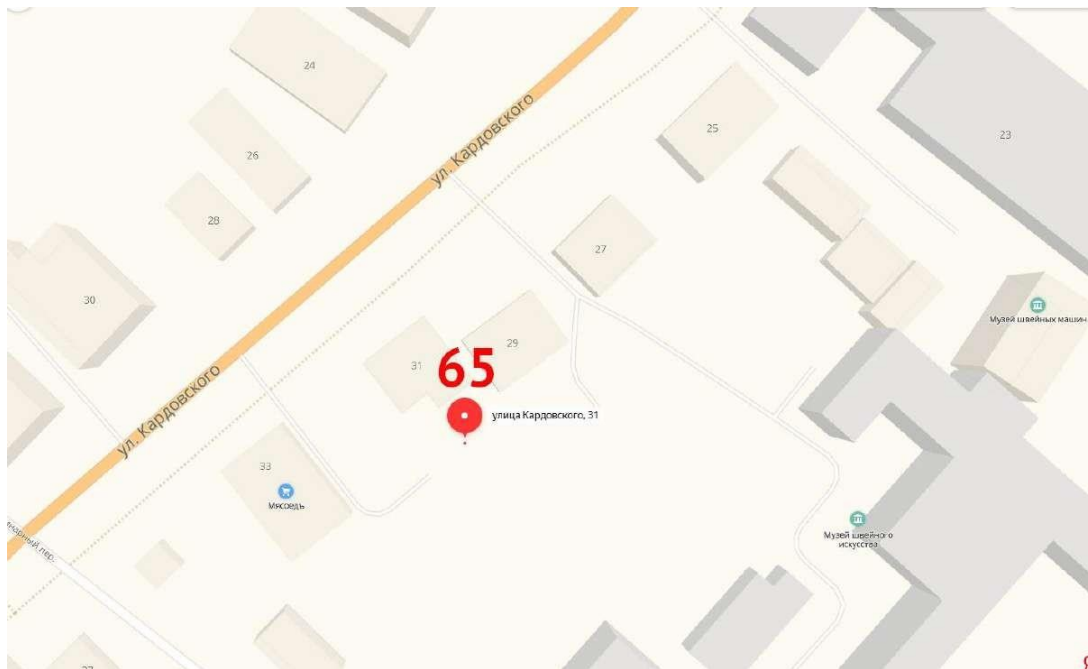 24
ул. Кардовского
25
23
26
28
27
30
Музей швейных машин
29
31
65
улица Кардовского, 31
ул. Кардовского
33
Мясоедъ
Музей швейного
искусства